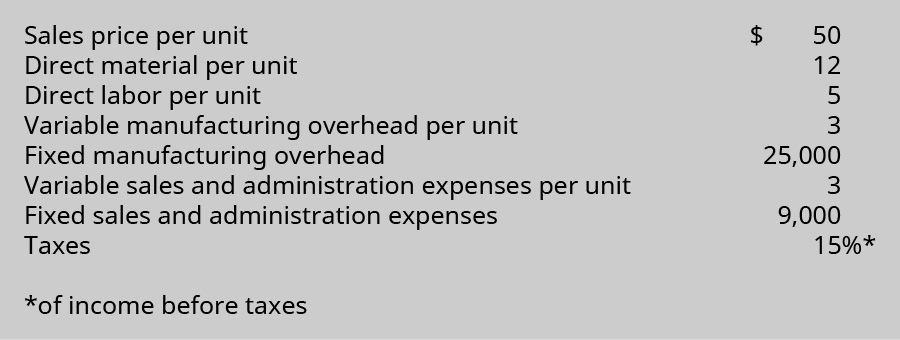 Sales price per unit $ 50
Direct material per unit 12
Direct labor per unit 5
Variable manufacturing overhead per unit 3
Fixed manufacturing overhead 25,000
Variable sales and administration expenses per unit 3
Fixed sales and administration expenses 9,000
Taxes 15%*
*of income before taxes